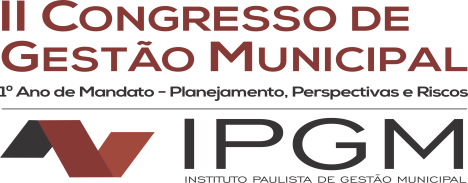 II CONGRESSO DE
GESTÃO MUNICIPAL
1º Ano de Mandato - Planejamento, Perspectivas e Riscos
IPGM
INSTITUTO PAULISTA DE GESTÃO MUNICIPAL